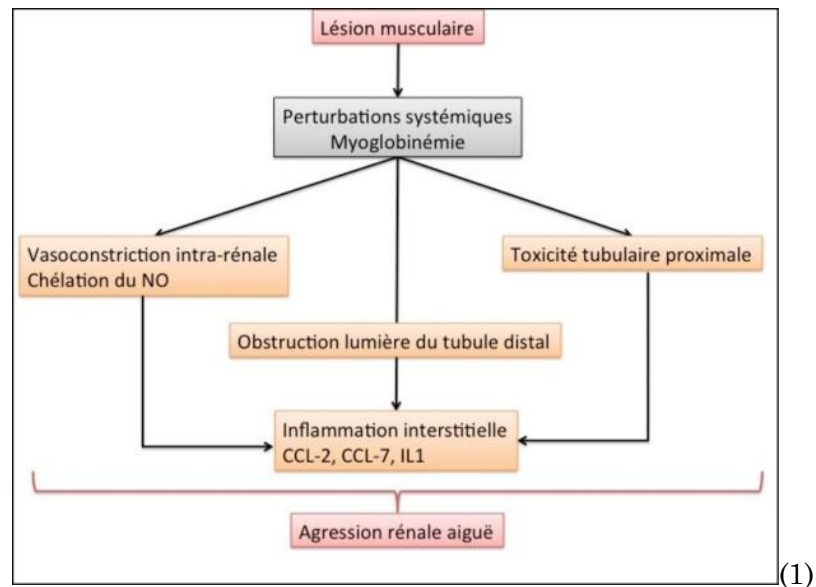 Lésion musculaire
Perturbations systémiques
Myoglobinémie
Vasoconstriction intra-rénale
Chélation du NO
Toxicité tubulaire proximale
Obstruction lumière du tubule distal
Inflammation interstitielle
CCL-2, CCL-7, IL1
Agression rénale aiguë
(1)